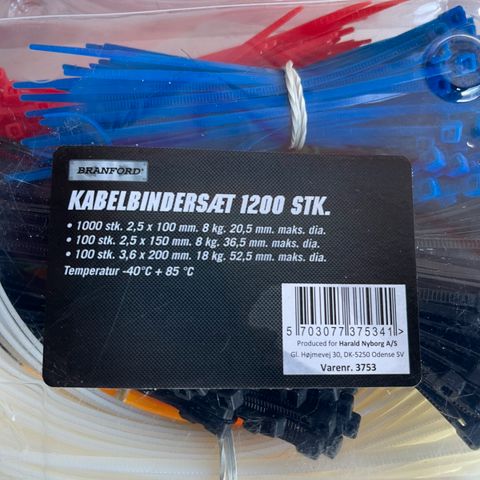 BRANFORD®
KABELBINDERSÆT 1200 STK.
• 1000 stk. 2,5 x 100 mm. 8 kg. 20,5 mm. maks. dia.
• 100 stk. 2,5 x 150 mm. 8 kg. 36,5 mm. maks. dia.
• 100 stk. 3,6 x 200 mm. 18 kg. 52,5 mm. maks. dia.
Temperatur -40°C + 85 °C
5 703077 375341 >
Produced for Harald Nyborg A/S
Gl. Højmevej 30, DK-5250 Odense SV
Varenr. 3753